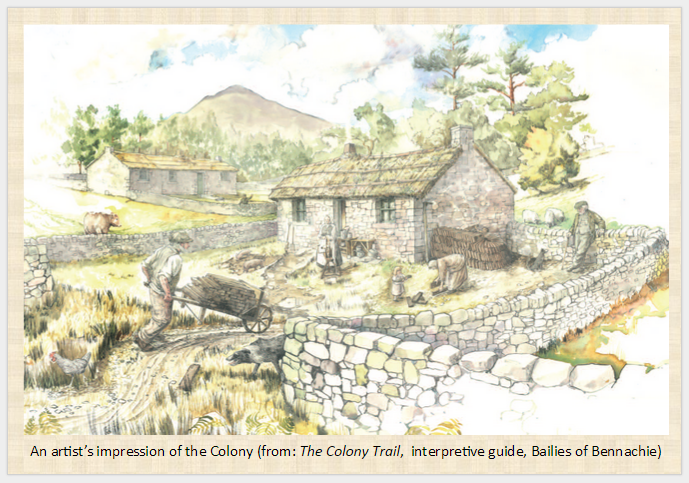 An artist’s impression of the Colony (from: The Colony Trail,  interpretive guide, Bailies of Bennachie)